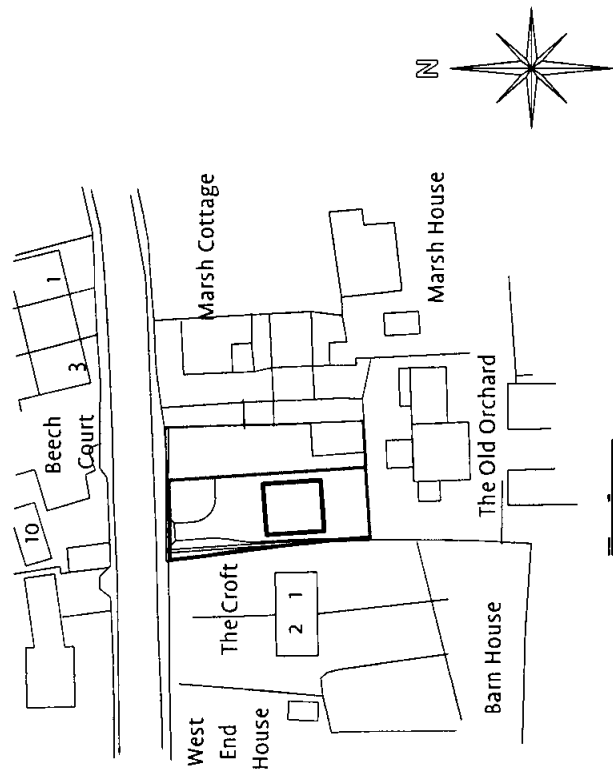 N
10
Beech
Court
3
1
Marsh Cottage
Marsh House
The Croft
2 1
West
End
House
The Old Orchard
Barn House